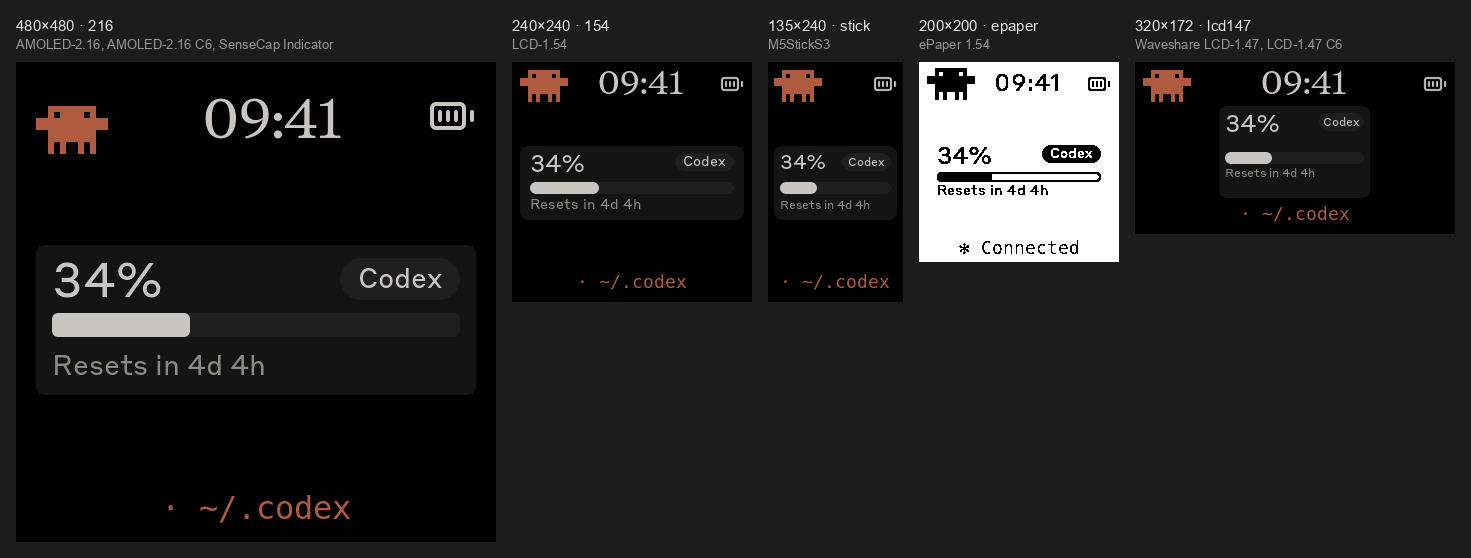 480×480 · 216
AMOLED-2.16, AMOLED-2.16 C6, SenseCap Indicator
09:41
34%
Codex
Resets in 4d 4h
· ~/.codex
240×240 · 154
LCD-1.54
09:41
34%
Codex
Resets in 4d 4h
· ~/.codex
135×240 · stick
M5StickS3
34%
Codex
Resets in 4d 4h
· ~/.codex
200×200 · epaper
ePaper 1.54
09:41
34%
Codex
Resets in 4d 4h
* Connected
320×172 · lcd147
Waveshare LCD-1.47, LCD-1.47 C6
09:41
34%
Codex
Resets in 4d 4h
· ~/.codex